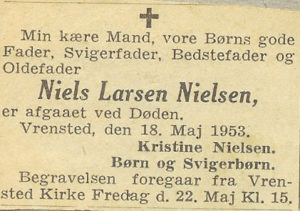 Min kære Mand, vore Børns gode
Fader, Svigerfader, Bedstefader og
Oldefader
Niels Larsen Nielsen,
er afgaaet ved Døden.
Vrensted, den 18. Maj 1953.
Kristine Nielsen.
Børn og Svigerbørn.
Begravelsen foregaar fra Vren-
sted Kirke Fredag d. 22. Maj Kl. 15.